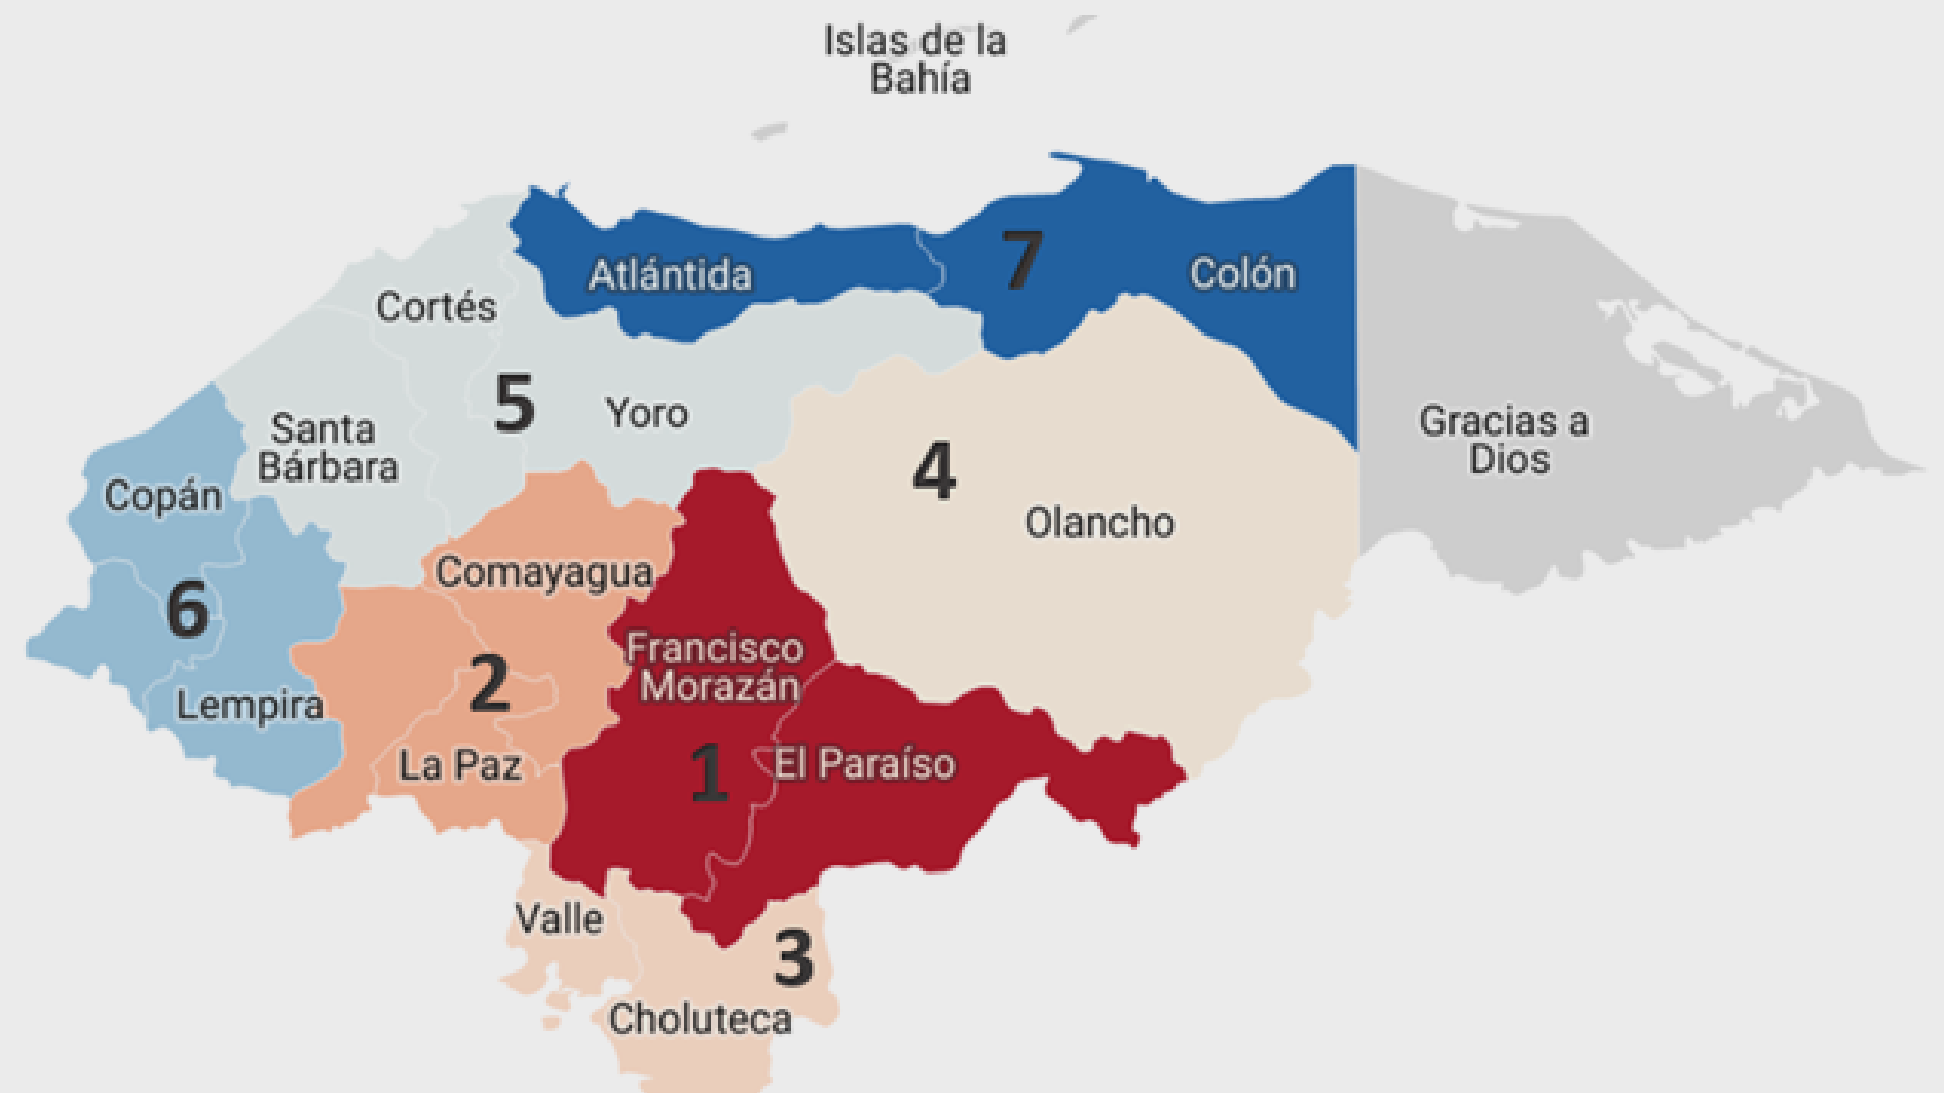 Islas de la
Bahía
7
Atlántida
Colón
Cortés
5
Yoro
Santa
Bárbara
Gracias a
Dios
4
Copán
Olancho
Comayagua
6
Francisco
Morazán
2
Lempira
La Paz
1
El Paraíso
Valle
3
Choluteca